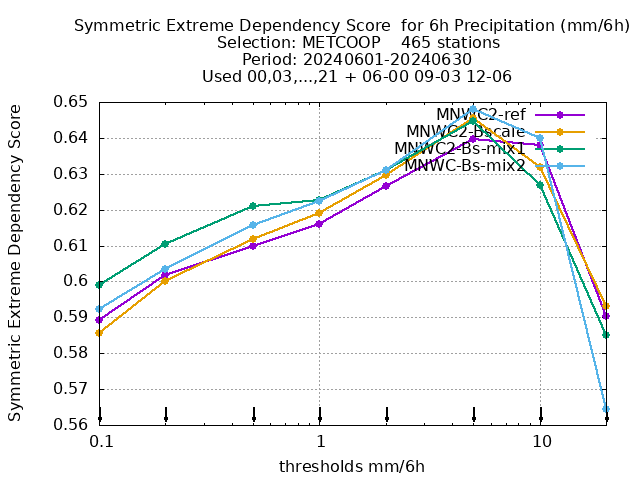 Symmetric Extreme Dependency Score  for 6h Precipitation (mm/6h)
Selection: METCOOP    465 stations
Period: 20240601-20240630
Used 00,03,...,21 + 06-00 09-03 12-06
Symmetric Extreme Dependency Score
0.65
0.64
0.63
0.62
0.61
0.6
0.59
0.58
0.57
0.56
MNWC2-ref
MNWC2-Bscale
MNWC2-Bs-mix1
MNWC-Bs-mix2
0.1
1
10
thresholds mm/6h